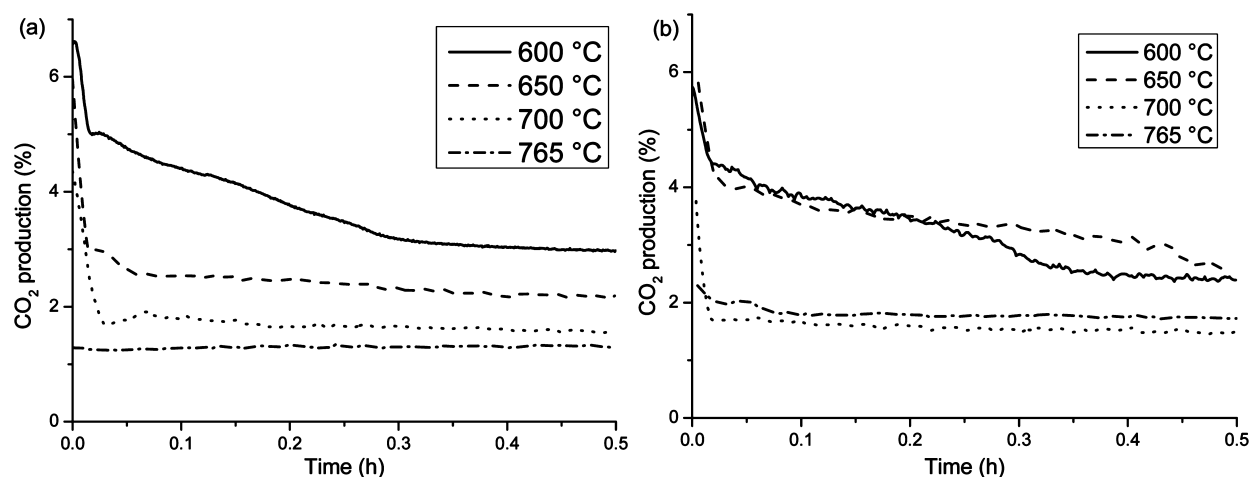 (a)
600 °C
650 °C
700 °C
765 °C
CO2 production (%)
6
4
2
0
0.0 0.1 0.2 0.3 0.4 0.5
Time (h)
(b)
600 °C
650 °C
700 °C
765 °C
CO2 production (%)
6
4
2
0
0.0 0.1 0.2 0.3 0.4 0.5
Time (h)